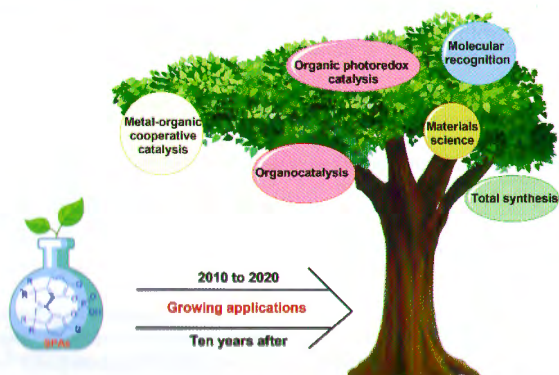 Molecular
recognition
Organic photoredox
catalysis
Metal-organic
cooperative
catalysis
Materials
science
Organocatalysis
Total synthesis
2010 to 2020
Growing applications
Ten years after